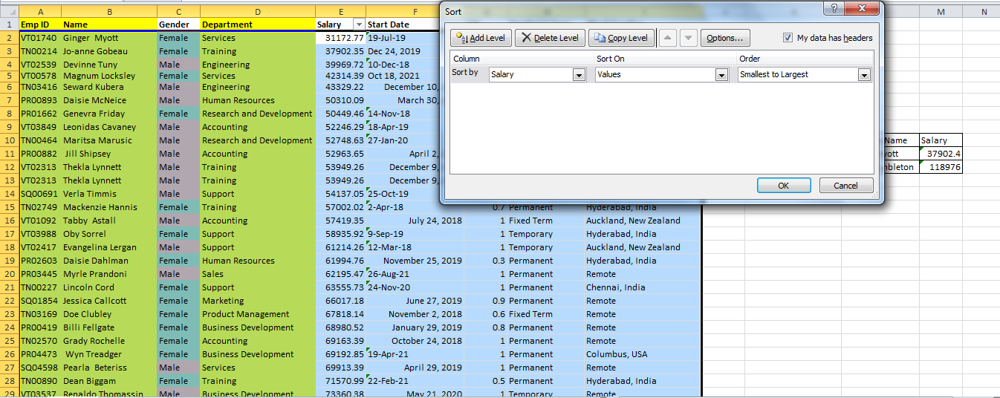 A B C D E F M N
Sort
1 Emp ID Name Gender Department Salary Start Date
Add Level Delete Level Copy Level Options... My data has headers
Column Sort On Order
Sort by Salary Values Smallest to Largest
OK Cancel
2 VT01740 Ginger Myott Female Services 31172.77 19-Jul-19
3 TN00214 Jo-anne Gobeau Female Training 37902.35 Dec 24, 2019
4 VT02539 Devinne Tuny Male Engineering 39969.72 10-Dec-18
5 VT00578 Magnum Locksley Female Services 42314.39 Oct 18, 2021
6 TN03416 Seward Kubera Male Engineering 43329.22 December 10,
7 PR00893 Daisie McNeice Male Human Resources 50310.09 March 30,
8 PR01662 Genevra Friday Female Research and Development 50449.46 14-Nov-18
9 VT03849 Leonidas Cavaney Male Accounting 52246.29 18-Apr-19
10 TN00464 Maritsa Marusic Male Research and Development 52748.63 27-Jan-20 Name Salary
11 PR00882 Jill Shipsey Male Accounting 52963.65 April 2, yott 37902.4
12 VT02313 Thekla Lynnett Male Training 53949.26 December 9, mbleton 118976
13 VT02313 Thekla Lynnett Male Training 53949.26 December 9,
14 SQ00691 Verla Timmis Male Support 54137.05 25-Oct-19
15 TN02749 Mackenzie Hannis Female Training 57002.02 2-Apr-18 0.7 Permanent Hyderabad, India
16 VT01092 Tabby Astall Male Accounting 57419.35 July 24, 2018 1 Fixed Term Auckland, New Zealand
17 VT03988 Oby Sorrel Female Support 58935.92 9-Sep-19 1 Temporary Hyderabad, India
18 VT02417 Evangelina Lergan Male Support 61214.26 12-Mar-18 1 Temporary Auckland, New Zealand
19 PR02603 Daisie Dahlman Female Human Resources 61994.76 November 25, 2019 0.3 Permanent Hyderabad, India
20 PR03445 Myrle Prandoni Male Sales 62195.47 26-Aug-21 1 Permanent Remote
21 TN00227 Lincoln Cord Female Support 63555.73 24-Nov-20 1 Permanent Chennai, India
22 SQ01854 Jessica Callcott Female Marketing 66017.18 June 27, 2019 0.9 Permanent Remote
23 TN03169 Doe Clubley Female Product Management 67818.14 November 2, 2018 0.6 Fixed Term Remote
24 PR00419 Billi Fellgate Female Business Development 68980.52 January 29, 2019 0.8 Permanent Remote
25 TN02570 Grady Rochelle Female Accounting 69163.39 October 24, 2018 1 Permanent Remote
26 PR04473 Wyn Treadger Female Business Development 69192.85 19-Apr-21 1 Permanent Columbus, USA
27 SQ04598 Pearla Beteriss Male Services 69913.39 April 29, 2019 1 Permanent Remote
28 TN00890 Dean Biggam Female Training 71570.99 22-Feb-21 0.5 Permanent Hyderabad, India
29 VT03537 Renaldo Thomassin Male Business Development 73360.38 May 21, 2020 1 Temporary Remote